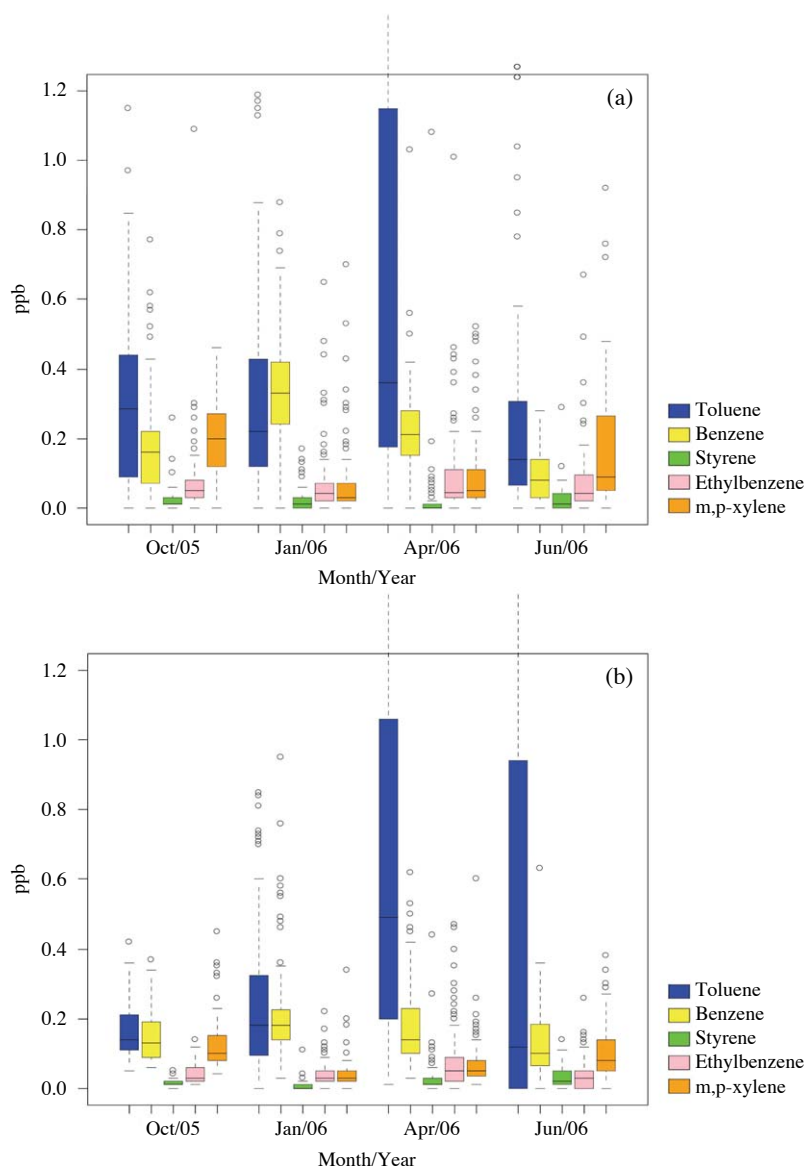 (a)
1.2
1.0
0.8
0.6
0.4
0.2
0.0
ppb
Oct/05 Jan/06 Apr/06 Jun/06
Month/Year
Toluene
Benzene
Styrene
Ethylbenzene
m,p-xylene
(b)
1.2
1.0
0.8
0.6
0.4
0.2
0.0
ppb
Oct/05 Jan/06 Apr/06 Jun/06
Month/Year
Toluene
Benzene
Styrene
Ethylbenzene
m,p-xylene